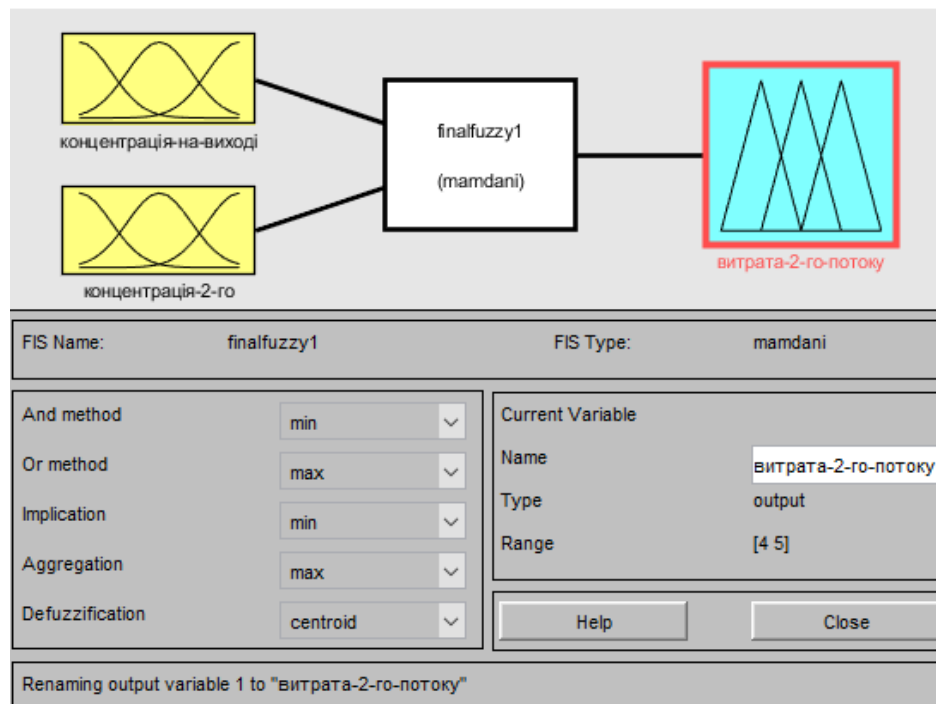 концентрація-на-виході
finalfuzzy1
(mamdani)
концентрація-2-го
витрата-2-го-потоку
FIS Name: finalfuzzy1 FIS Type: mamdani
And method min
Or method max
Implication min
Aggregation max
Defuzzification centroid
Current Variable
Name витрата-2-го-потоку
Type output
Range [4 5]
Help Close
Renaming output variable 1 to "витрата-2-го-потоку"